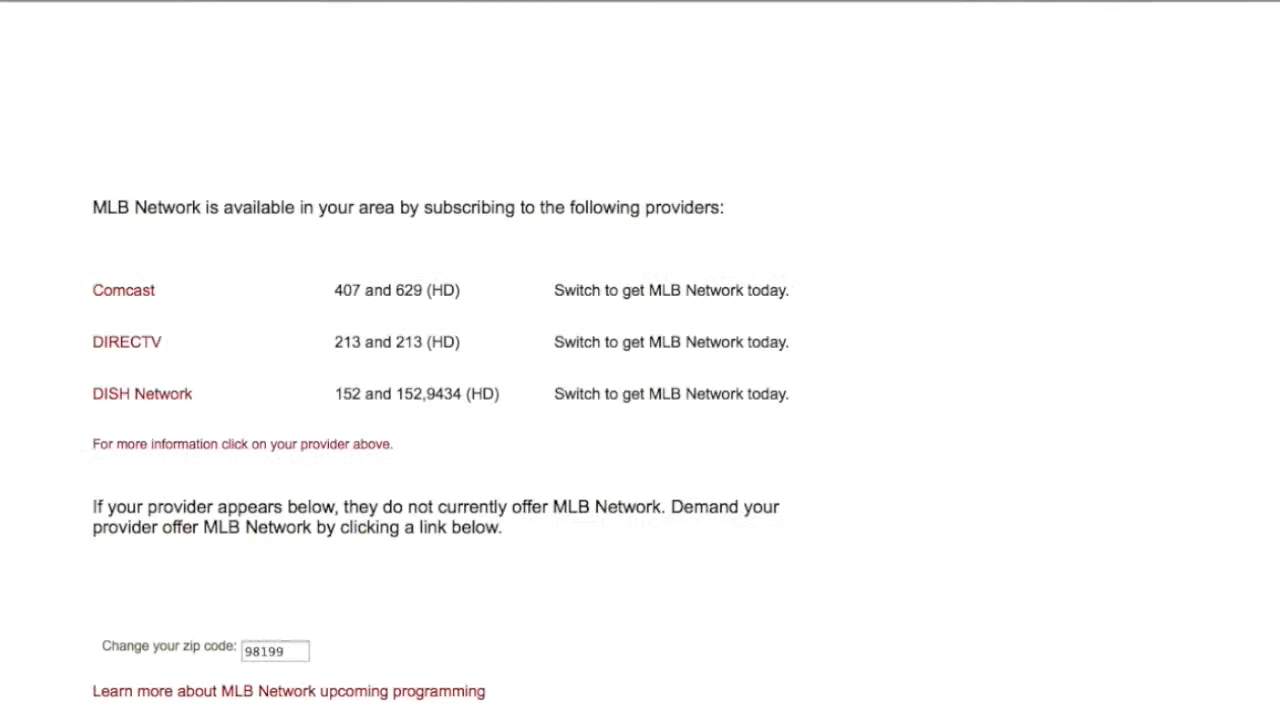 MLB Network is available in your area by subscribing to the following providers:
Comcast 407 and 629 (HD) Switch to get MLB Network today.
DIRECTV 213 and 213 (HD) Switch to get MLB Network today.
DISH Network 152 and 152,9434 (HD) Switch to get MLB Network today.
For more information click on your provider above.
If your provider appears below, they do not currently offer MLB Network. Demand your
provider offer MLB Network by clicking a link below.
Change your zip code: 98199
Learn more about MLB Network upcoming programming